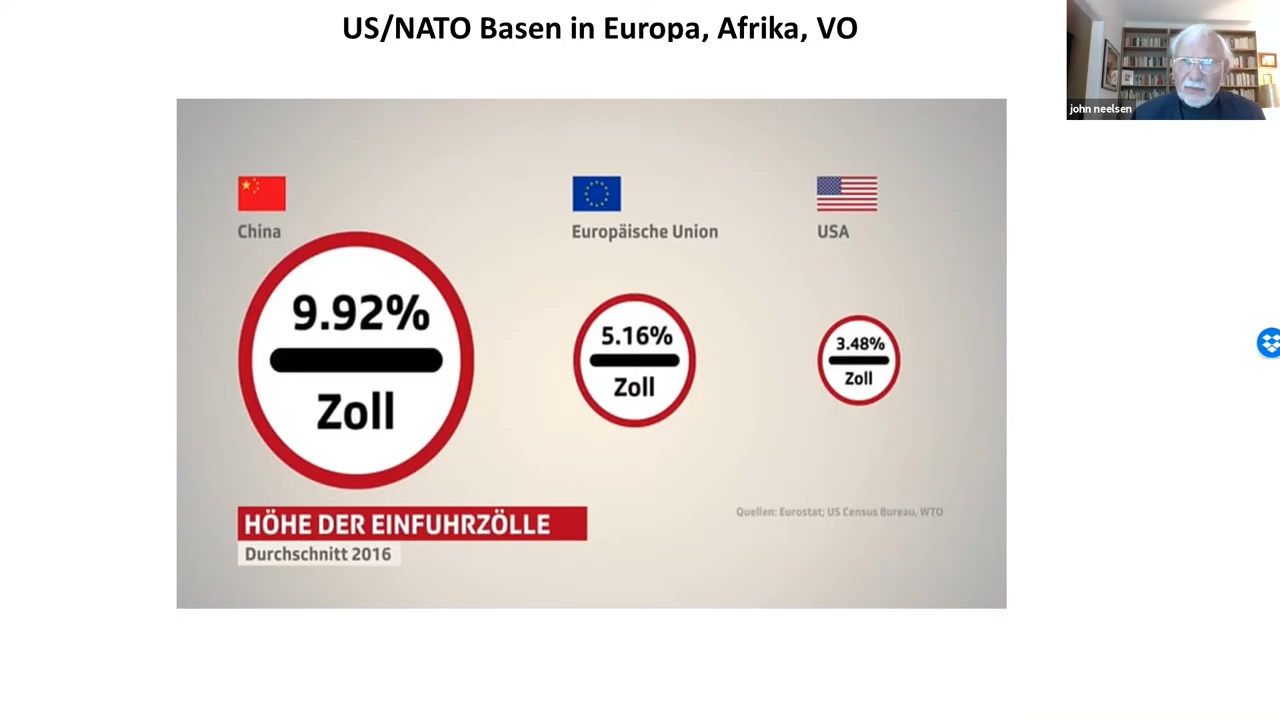 US/NATO Basen in Europa, Afrika, VO
john neelsen
China
Europäische Union
USA
9.92%
Zoll
5.16%
Zoll
3.48%
Zoll
HÖHE DER EINFUHRZÖLLE
Durchschnitt 2016
Quellen: Eurostat; US Census Bureau, WTO